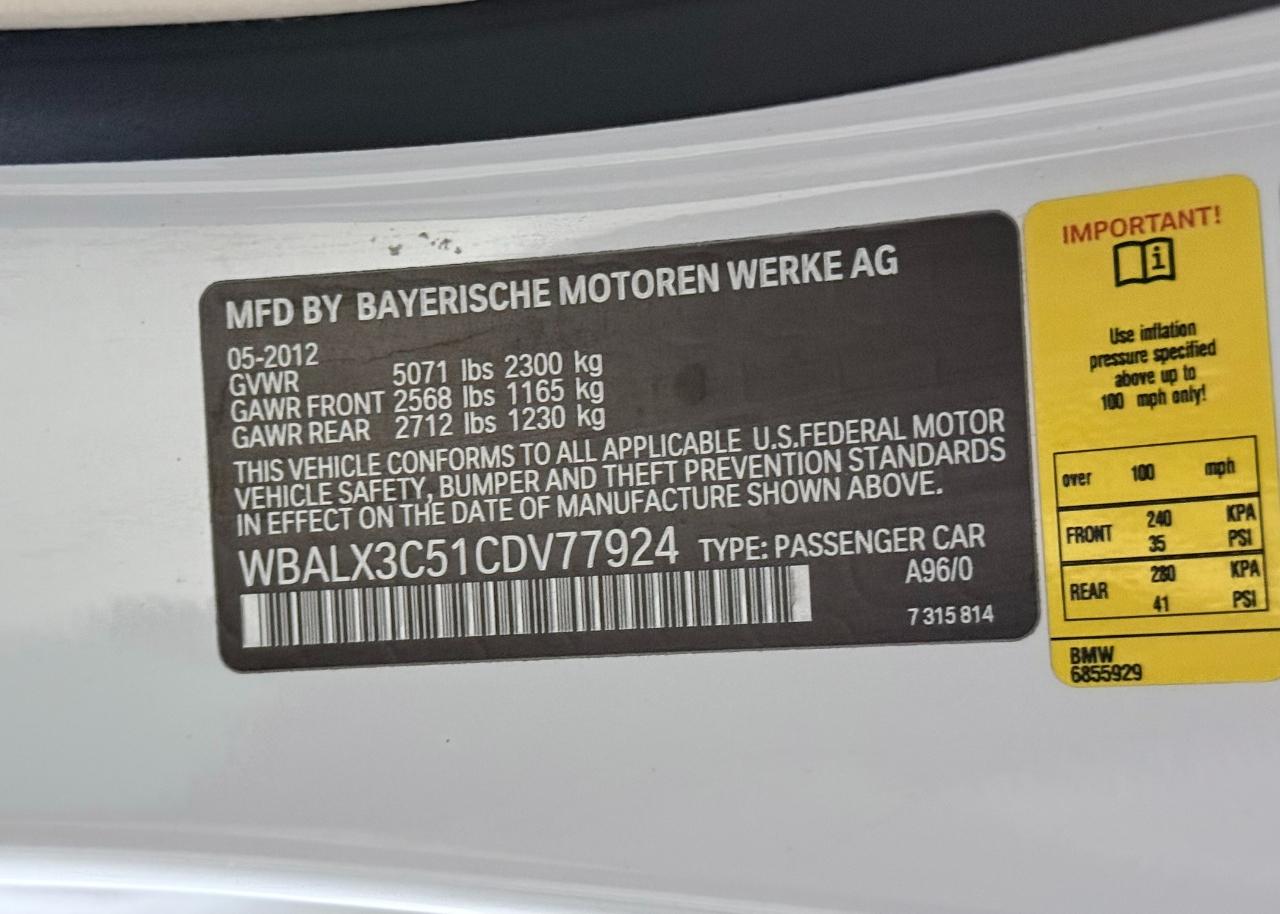 MFD BY BAYERISCHE MOTOREN WERKE AG
05-2012
GVWR 5071 lbs 2300 kg
GAWR FRONT 2568 lbs 1165 kg
GAWR REAR 2712 lbs 1230 kg
THIS VEHICLE CONFORMS TO ALL APPLICABLE U.S.FEDERAL MOTOR
VEHICLE SAFETY, BUMPER AND THEFT PREVENTION STANDARDS
IN EFFECT ON THE DATE OF MANUFACTURE SHOWN ABOVE.
WBALX3C51CDV77924 TYPE: PASSENGER CAR
A96/0
7 315 814
IMPORTANT!
i
Use inflation
pressure specified
above up to
100 mph only!
over 100 mph
FRONT 240 KPA
35 PSI
REAR 280 KPA
41 PSI
BMW
6855929